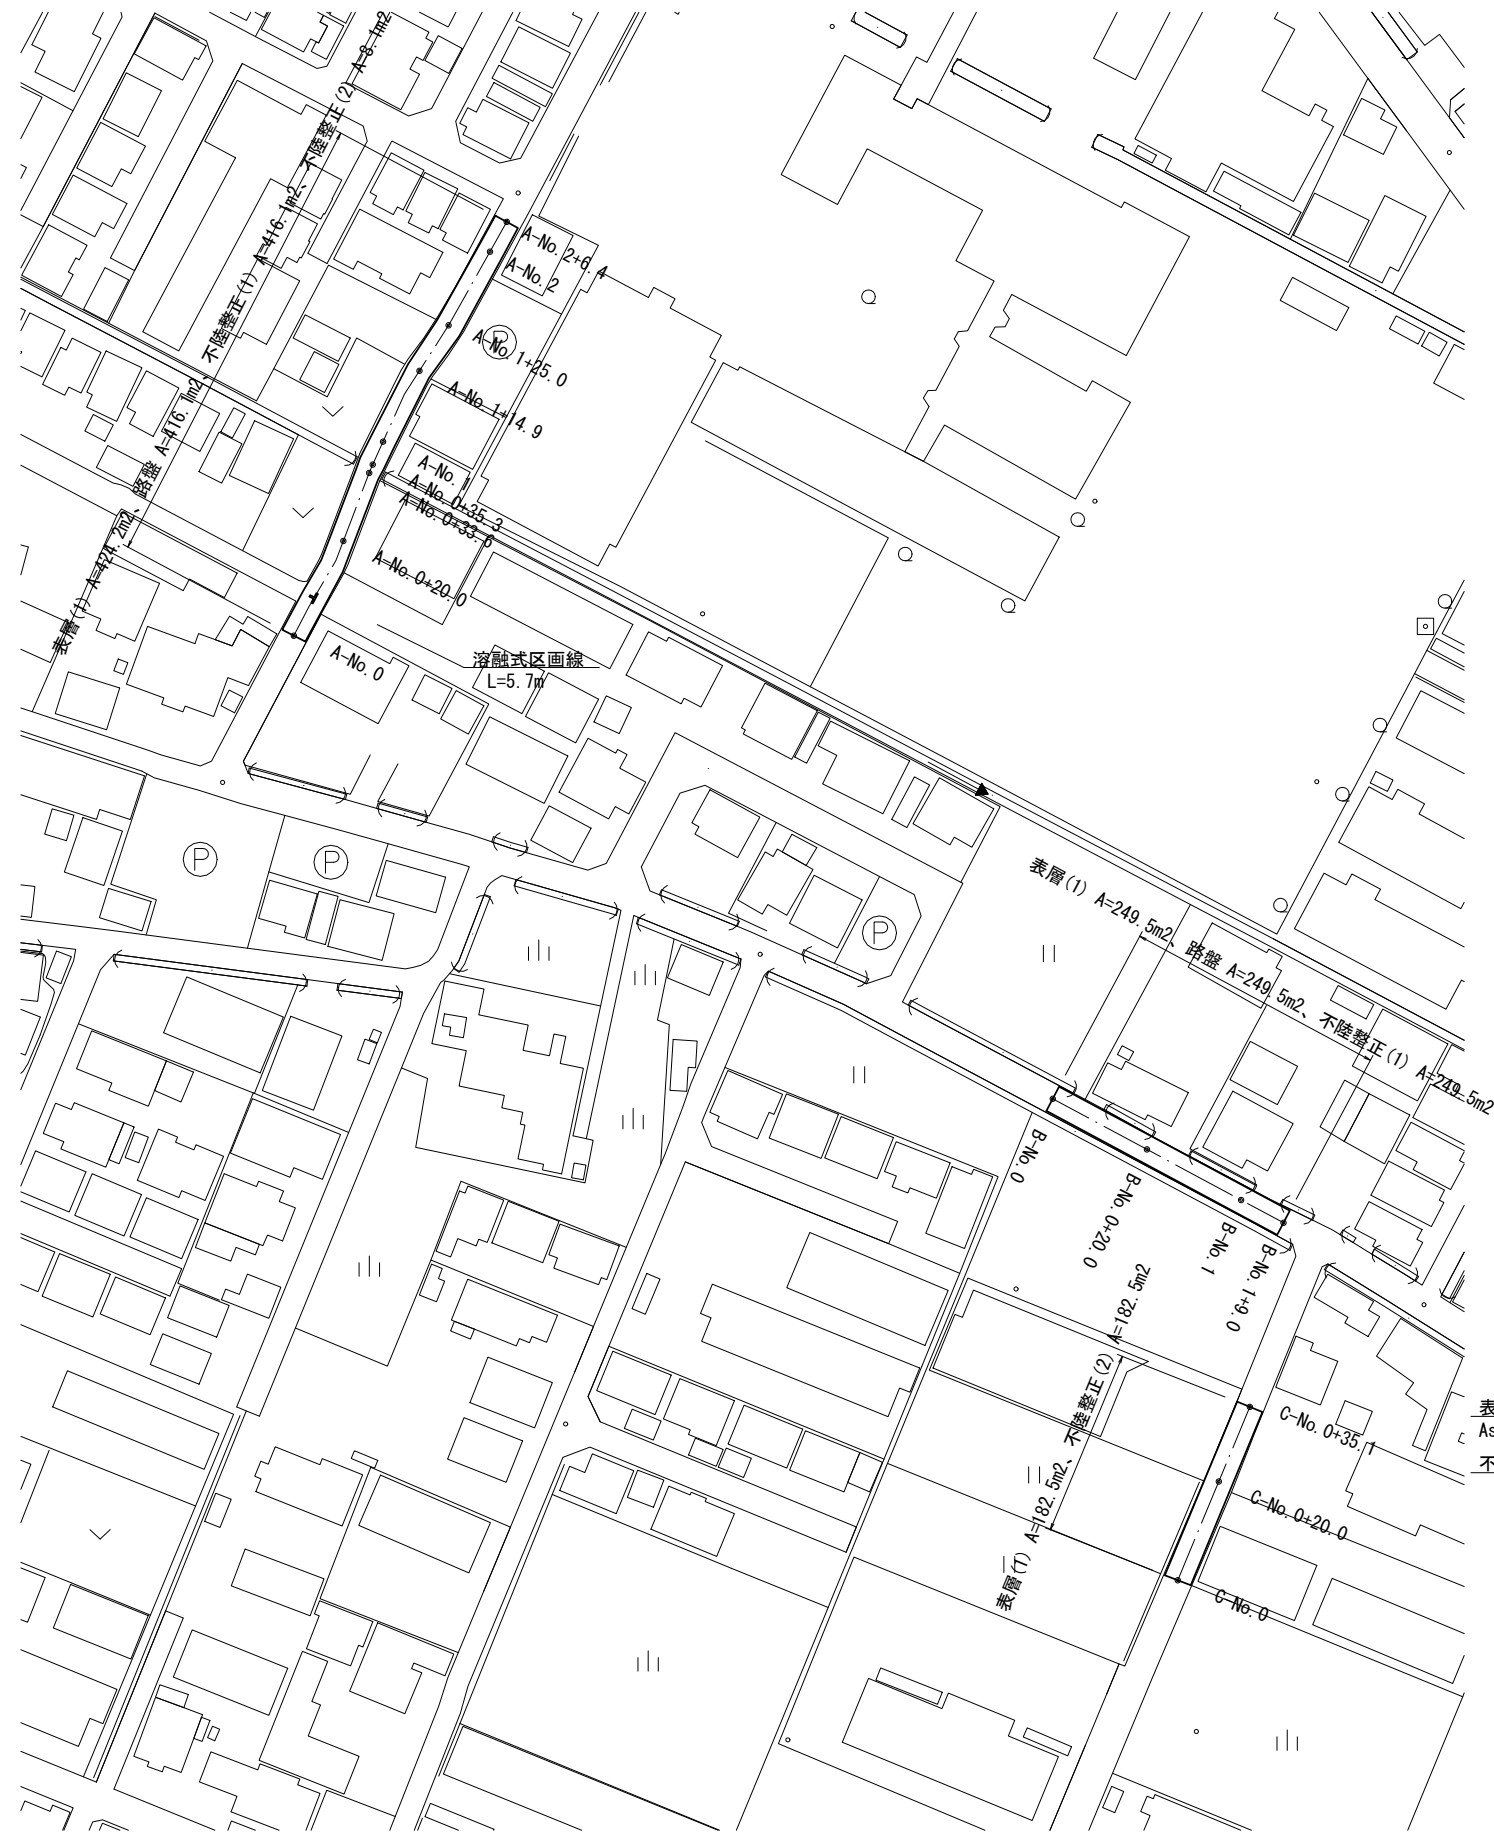 表層(1) A=424.2m2、路盤 A=416.1m2、不陸整正(1) A=416.1m2、不陸整正(2) A=8.1m2
A-No.2+6.4
A-No.2
P
A-No.1+25.0
A-No.1+14.9
A-No.1
A-No.0+35.3
A-No.0+33.6
A-No.0+20.0
A-No.0
溶融式区画線
L=5.7m
P
P
P
表層(1) A=249.5m2、路盤 A=249.5m2、不陸整正(1) A=249.5m2
B-No.0
B-No.0+20.0
B-No.1
B-No.1+9.0
表層(1) A=182.5m2、不陸整正(2) A=182.5m2
C-No.0+35.1
C-No.0+20.0
C-No.0
表
As
不